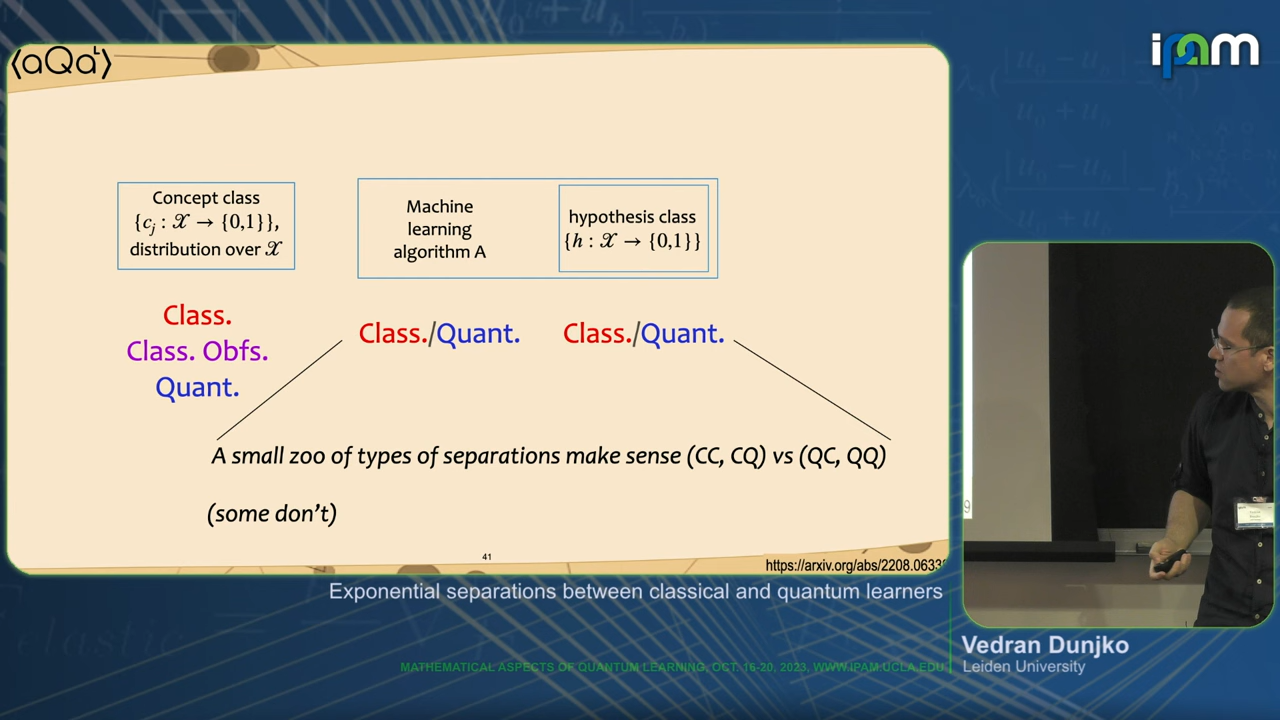 ⟨aQaᴸ⟩
ipam
Concept class
{c_j : 𝒳 → {0,1}},
distribution over 𝒳
Machine
learning
algorithm A
hypothesis class
{h : 𝒳 → {0,1}}
Class.
Class. Obfs.
Quant.
Class./Quant.
Class./Quant.
A small zoo of types of separations make sense (CC, CQ) vs (QC, QQ)
(some don't)
41
https://arxiv.org/abs/2208.0633
Exponential separations between classical and quantum learners
Vedran Dunjko
Leiden University
MATHEMATICAL ASPECTS OF QUANTUM LEARNING, OCT. 16-20, 2023, WWW.IPAM.UCLA.EDU